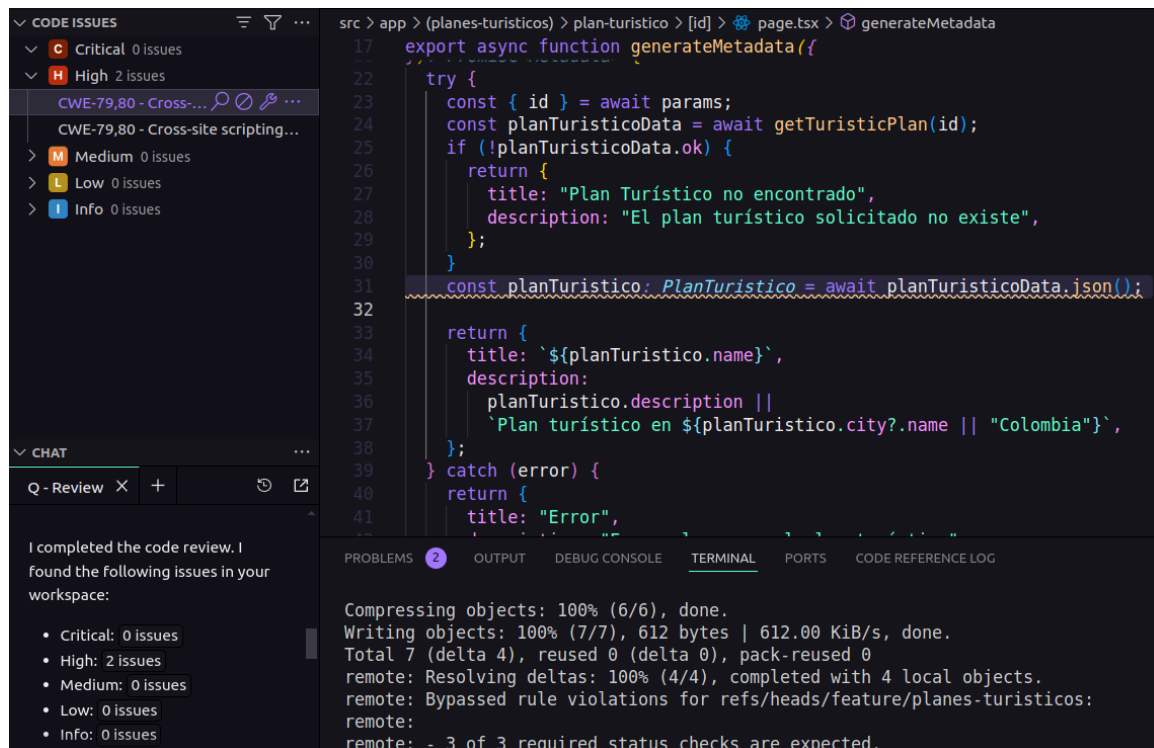 CODE ISSUES
C Critical 0 issues
H High 2 issues
CWE-79,80 - Cross-...
CWE-79,80 - Cross-site scripting...
M Medium 0 issues
L Low 0 issues
I Info 0 issues
CHAT
Q - Review
I completed the code review. I
found the following issues in your
workspace:
• Critical: 0 issues
• High: 2 issues
• Medium: 0 issues
• Low: 0 issues
• Info: 0 issues
src > app > (planes-turisticos) > plan-turistico > [id] > page.tsx > generateMetadata
17 export async function generateMetadata({
22 try {
23 const { id } = await params;
24 const planTuristicoData = await getTuristicPlan(id);
25 if (!planTuristicoData.ok) {
26 return {
27 title: "Plan Turístico no encontrado",
28 description: "El plan turístico solicitado no existe",
29 };
30 }
31 const planTuristico: PlanTuristico = await planTuristicoData.json();
32
33 return {
34 title: `${planTuristico.name}`,
35 description:
36 planTuristico.description ||
37 `Plan turístico en ${planTuristico.city?.name || "Colombia"}`,
38 };
39 } catch (error) {
40 return {
41 title: "Error",
PROBLEMS 2 OUTPUT DEBUG CONSOLE TERMINAL PORTS CODE REFERENCE LOG
Compressing objects: 100% (6/6), done.
Writing objects: 100% (7/7), 612 bytes | 612.00 KiB/s, done.
Total 7 (delta 4), reused 0 (delta 0), pack-reused 0
remote: Resolving deltas: 100% (4/4), completed with 4 local objects.
remote: Bypassed rule violations for refs/heads/feature/planes-turisticos:
remote:
remote: - 3 of 3 required status checks are expected.